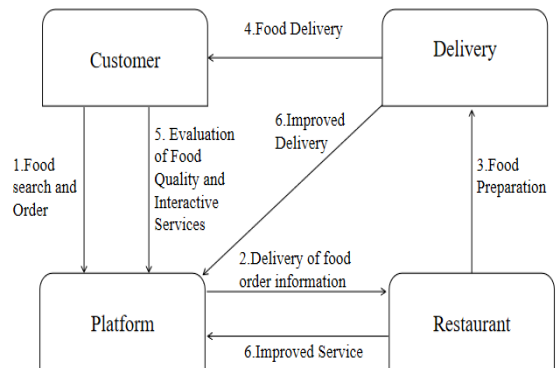 4.Food Delivery
Customer
Delivery
1.Food
search and
Order
5. Evaluation
of Food
Quality and
Interactive
Services
6.Improved
Delivery
3.Food
Preparation
2.Delivery of food
order information
Platform
Restaurant
6.Improved Service